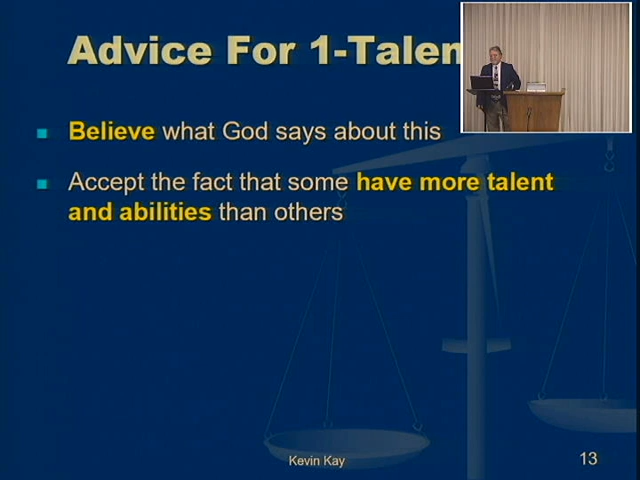 Advice For 1-Talen
Believe what God says about this
Accept the fact that some have more talent
and abilities than others
Kevin Kay
13